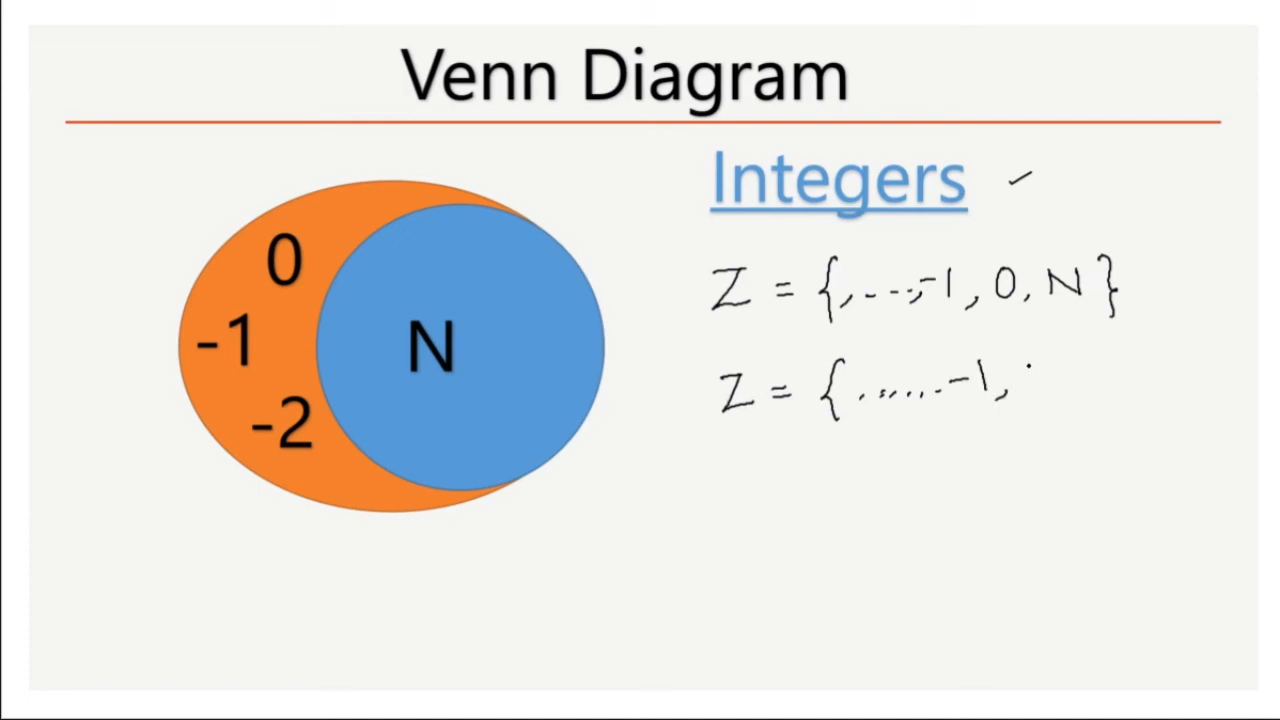 Venn Diagram
Integers
0
-1
-2
N
Z = {, ...., -1, 0, N}
Z = {.......-1,